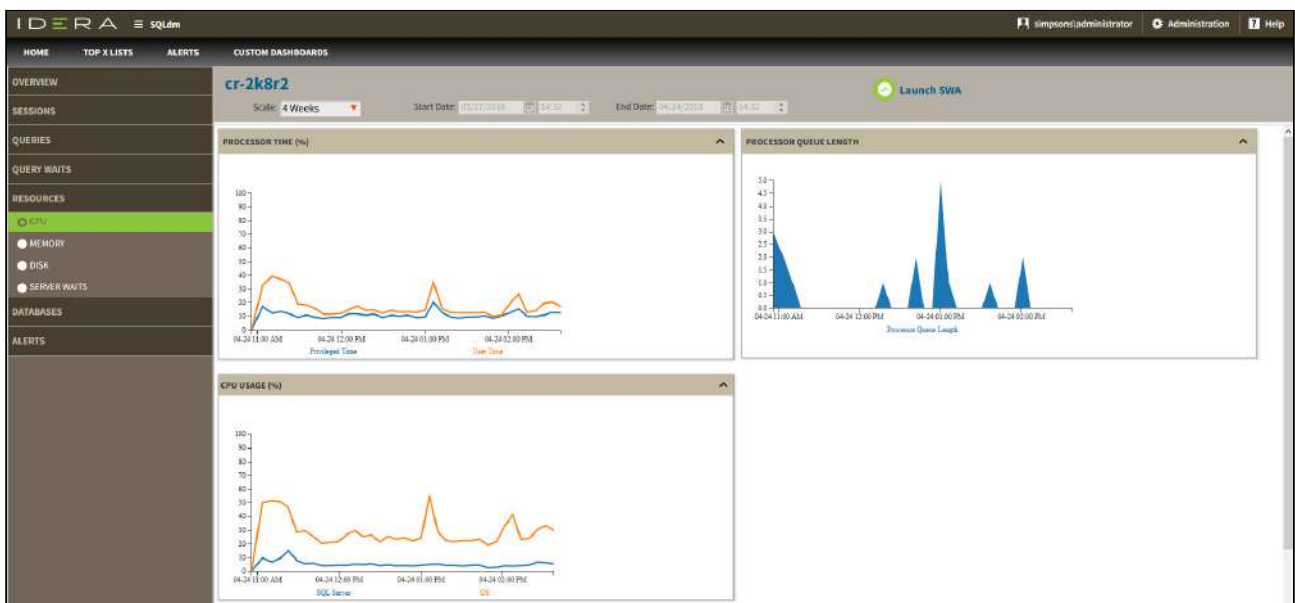 IDERA ≡ SQLdm simpsons\administrator Administration ? Help
HOME TOP X LISTS ALERTS CUSTOM DASHBOARDS
OVERVIEW
SESSIONS
QUERIES
QUERY WAITS
RESOURCES
CPU
MEMORY
DISK
SERVER WAITS
DATABASES
ALERTS
cr-2k8r2
Launch SWA
Scale: 4 Weeks Start Date: 14:52 End Date: 04/24/2018 14:52
PROCESSOR TIME (%)
100
90
80
70
60
50
40
30
20
10
0
04-24 11:00 AM 04-24 12:00 PM 04-24 01:00 PM 04-24 02:00 PM
Privileged Time User Time
PROCESSOR QUEUE LENGTH
5.0
4.5
4.0
3.5
3.0
2.5
2.0
1.5
1.0
0.5
0.0
04-24 11:00 AM 04-24 12:00 PM 04-24 01:00 PM 04-24 02:00 PM
Processor Queue Length
CPU USAGE (%)
100
90
80
70
60
50
40
30
20
10
0
04-24 11:00 AM 04-24 12:00 PM 04-24 01:00 PM 04-24 02:00 PM
SQL Server OS